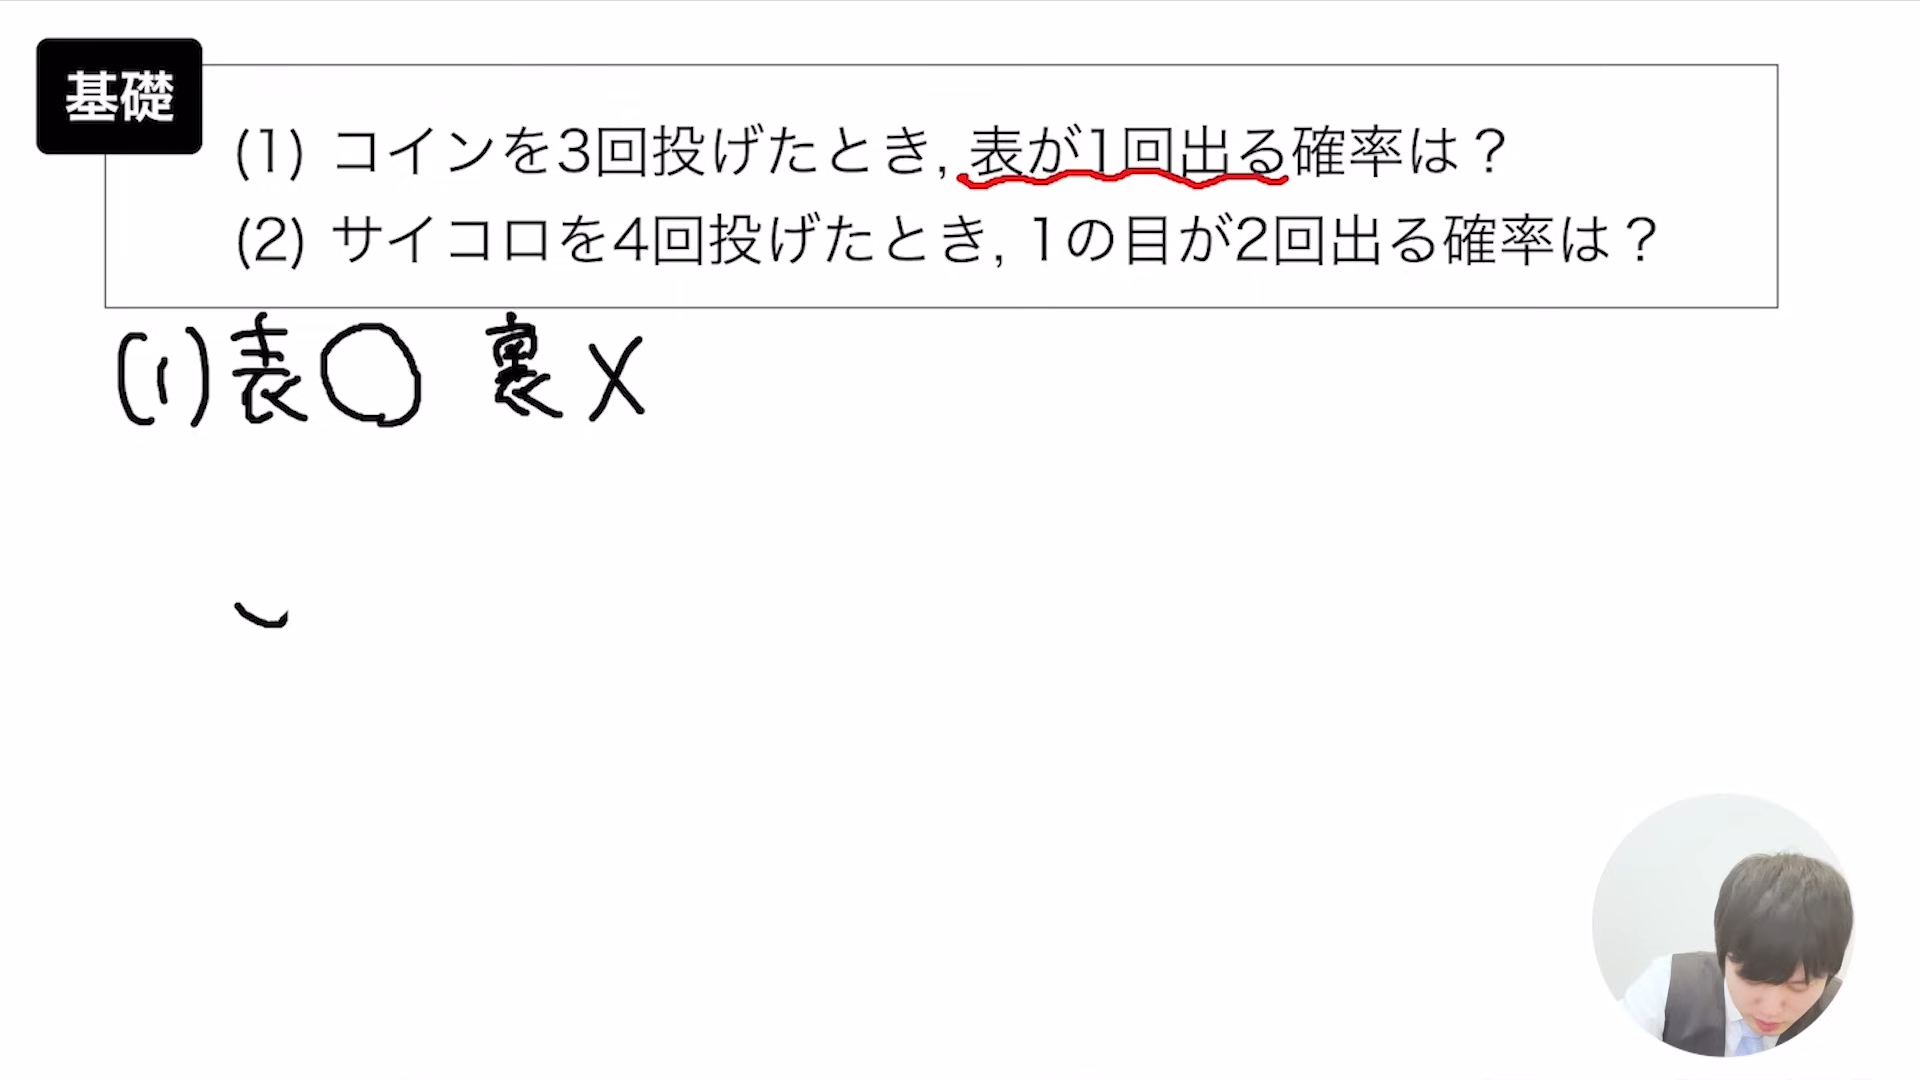 基礎
(1) コインを3回投げたとき, 表が1回出る確率は？
(2) サイコロを4回投げたとき, 1の目が2回出る確率は？
(1) 表○ 裏×